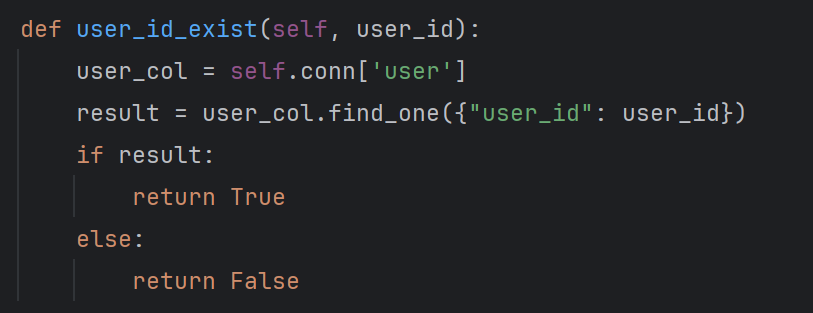 def user_id_exist(self, user_id):
    user_col = self.conn['user']
    result = user_col.find_one({"user_id": user_id})
    if result:
        return True
    else:
        return False